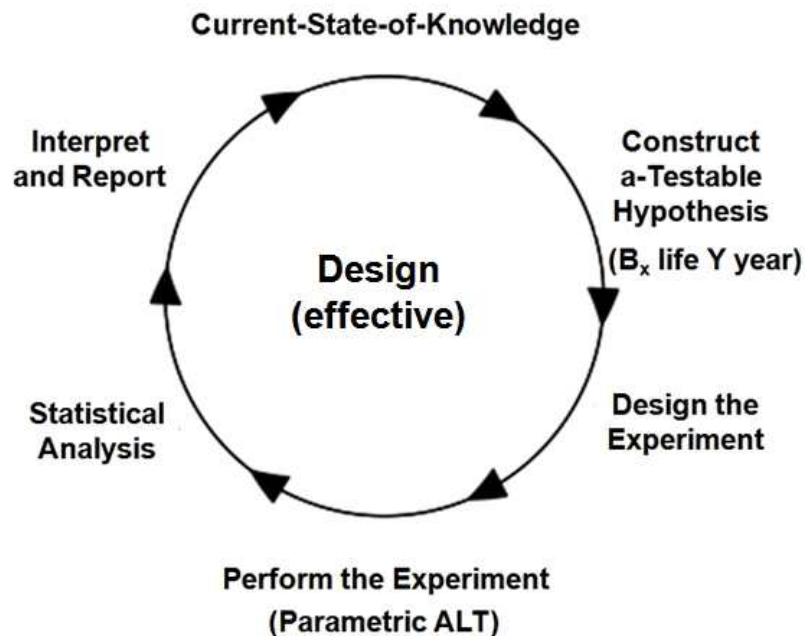 Current-State-of-Knowledge
Construct
a-Testable
Hypothesis
(Bₓ life Y year)
Design the
Experiment
Perform the Experiment
(Parametric ALT)
Statistical
Analysis
Interpret
and Report
Design
(effective)